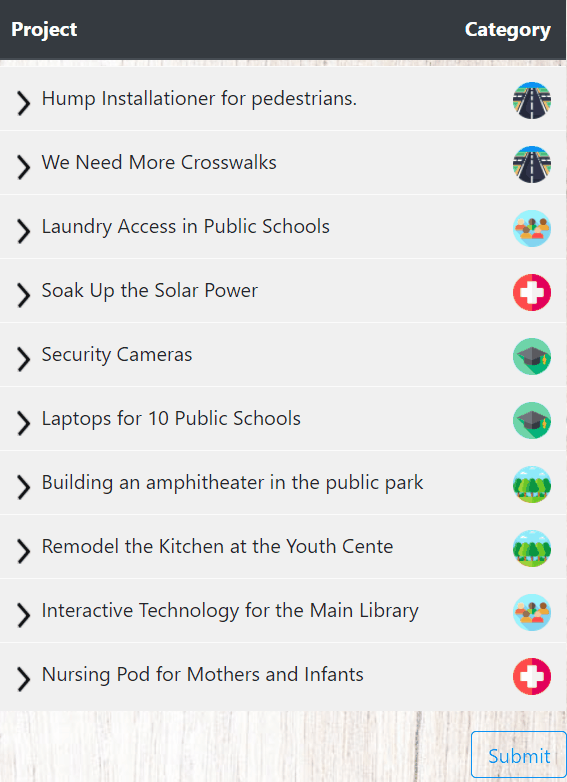 Project Category
Hump Installationer for pedestrians.
We Need More Crosswalks
Laundry Access in Public Schools
Soak Up the Solar Power
Security Cameras
Laptops for 10 Public Schools
Building an amphitheater in the public park
Remodel the Kitchen at the Youth Cente
Interactive Technology for the Main Library
Nursing Pod for Mothers and Infants
Submit